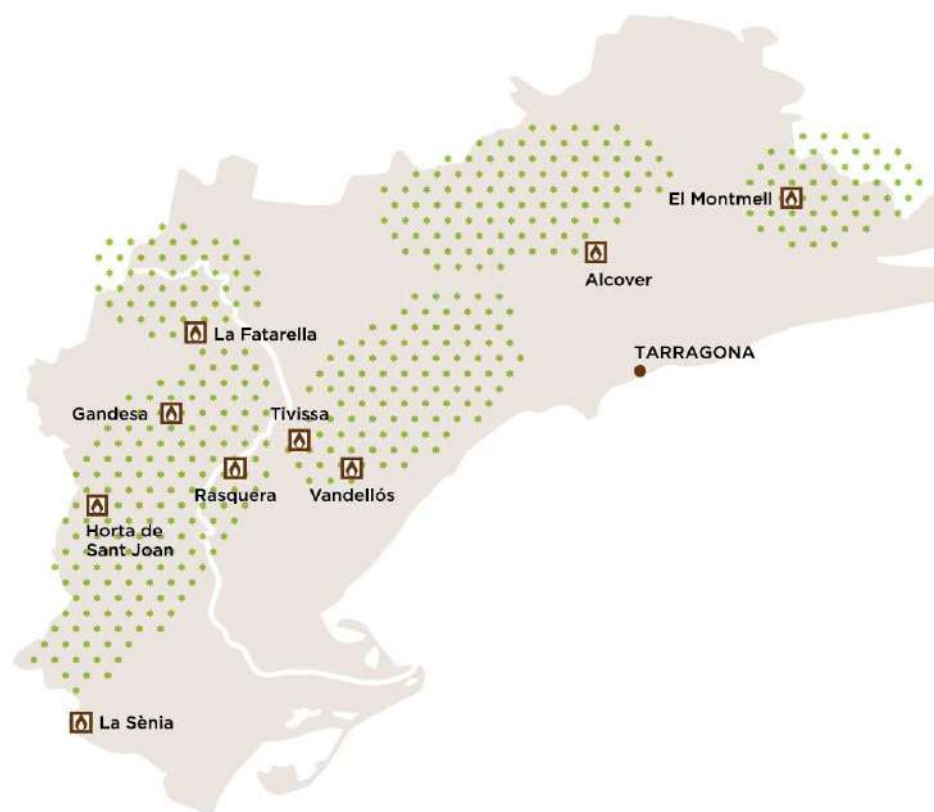 El Montmell
Alcover
La Fatarella
TARRAGONA
Gandesa
Tivissa
Rasquera
Vandellós
Horta de
Sant Joan
La Sènia